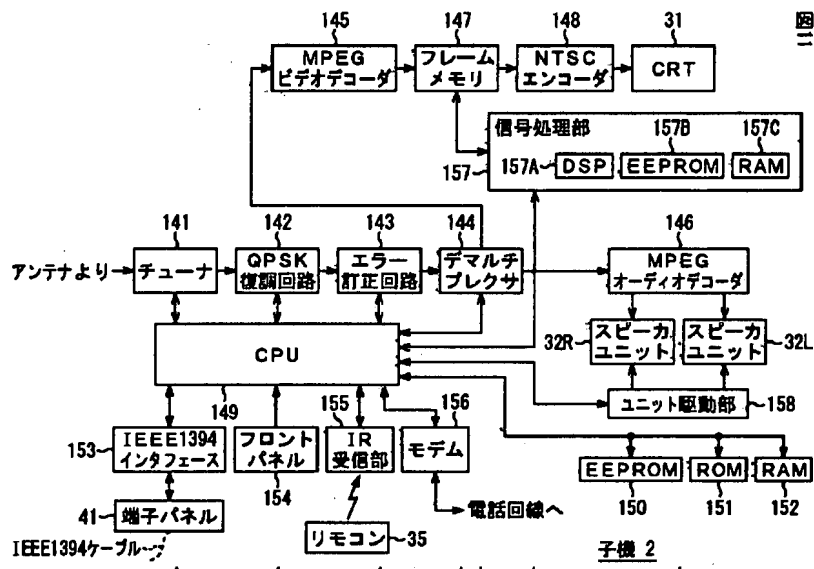 図11
145
147
148
31
MPEG
ビデオデコーダ
フレーム
メモリ
NTSC
エンコーダ
CRT
信号処理部
157B
157C
157
157A
DSP
EEPROM
RAM
141
142
143
144
146
アンテナより
チューナ
QPSK
復調回路
エラー
訂正回路
デマルチ
プレクサ
MPEG
オーディオデコーダ
CPU
32R
スピーカ
ユニット
スピーカ
ユニット
32L
149
155
156
ユニット駆動部
158
153
IEEE1394
インタフェース
フロント
パネル
154
IR
受信部
モデム
EEPROM
ROM
RAM
150
151
152
41
端子パネル
電話回線へ
IEEE1394ケーブル
リモコン
35
子機 2